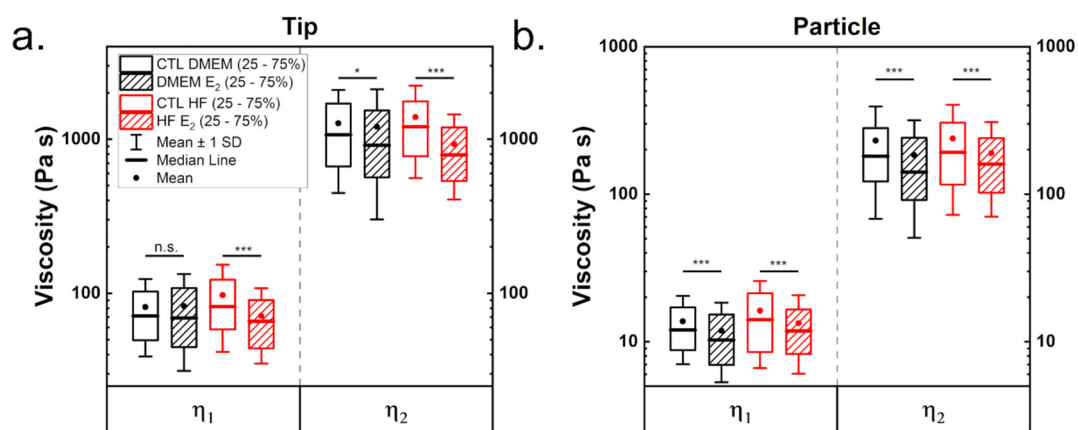 a.
Tip
CTL DMEM (25 - 75%)
DMEM E₂ (25 - 75%)
CTL HF (25 - 75%)
HF E₂ (25 - 75%)
Mean ± 1 SD
Median Line
Mean
Viscosity (Pa s)
1000
100
1000
100
n.s.
***
*
***
η₁
η₂
b.
Particle
Viscosity (Pa s)
1000
100
10
1000
100
10
***
***
***
***
η₁
η₂